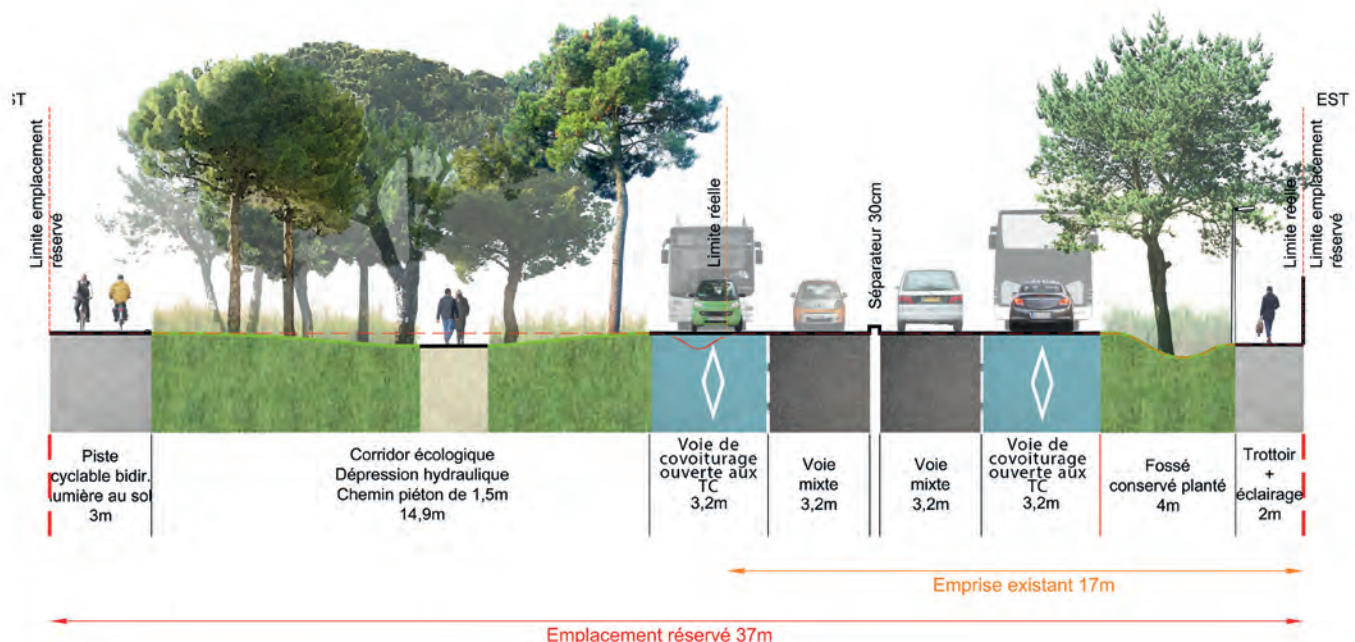 ST
Limite emplacement
réservé
Limite réelle
Séparateur 30cm
Limite réelle
EST
Limite emplacement
réservé
Piste
cyclable bidir.
lumière au sol
3m
Corridor écologique
Dépression hydraulique
Chemin piéton de 1,5m
14,9m
Voie de
covoiturage
ouverte aux
TC
3,2m
Voie
mixte
3,2m
Voie
mixte
3,2m
Voie de
covoiturage
ouverte aux
TC
3,2m
Fossé
conservé planté
4m
Trottoir
+
éclairage
2m
Emprise existant 17m
Emplacement réservé 37m